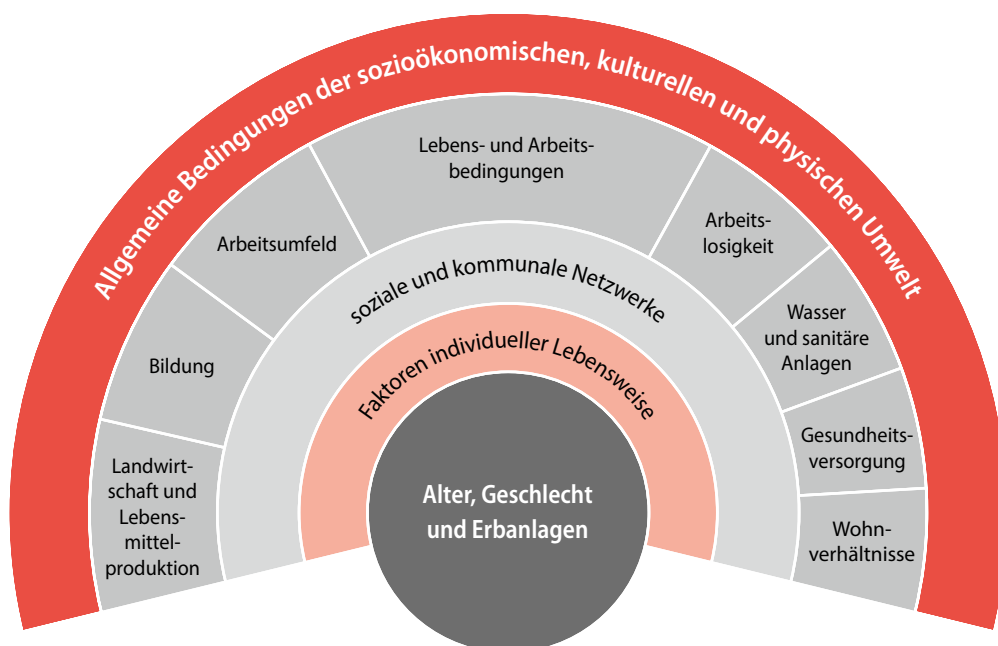 Allgemeine Bedingungen der sozioökonomischen, kulturellen und physischen Umwelt
Lebens- und Arbeits-
bedingungen
Arbeitsumfeld
Arbeits-
losigkeit
Bildung
Wasser
und sanitäre
Anlagen
Landwirt-
schaft und
Lebens-
mittel-
produktion
Gesundheits-
versorgung
Wohn-
verhältnisse
soziale und kommunale Netzwerke
Faktoren individueller Lebensweise
Alter, Geschlecht
und Erbanlagen